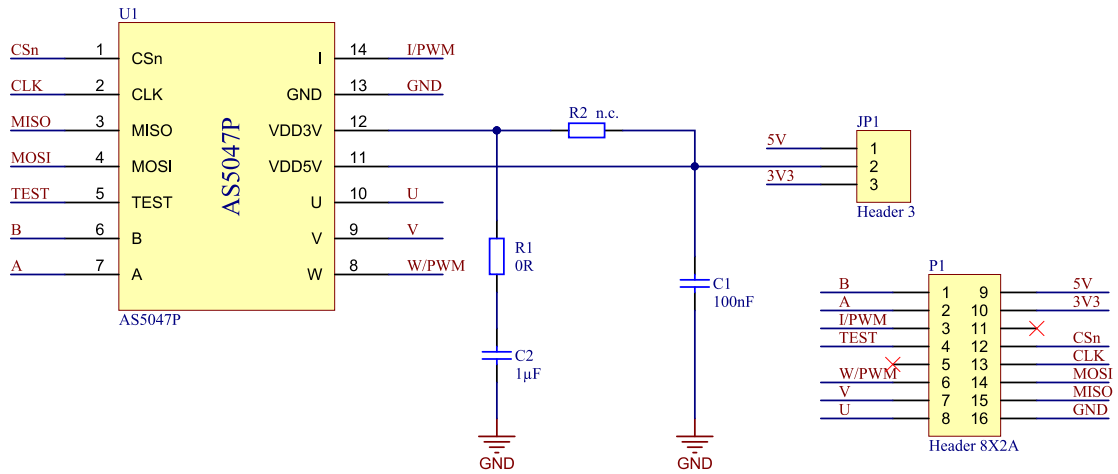 U1
CSn 1 CSn I 14 I/PWM
CLK 2 CLK GND 13 GND
MISO 3 MISO VDD3V 12
MOSI 4 MOSI VDD5V 11
TEST 5 TEST U 10 U
B 6 B V 9 V
A 7 A W 8 W/PWM
AS5047P
AS5047P
R2 n.c.
R1
0R
C2
1µF
GND
C1
100nF
GND
JP1
5V 1
2
3V3 3
Header 3
P1
B 1 9 5V
A 2 10 3V3
I/PWM 3 11
TEST 4 12 CSn
5 13 CLK
W/PWM 6 14 MOSI
V 7 15 MISO
U 8 16 GND
Header 8X2A